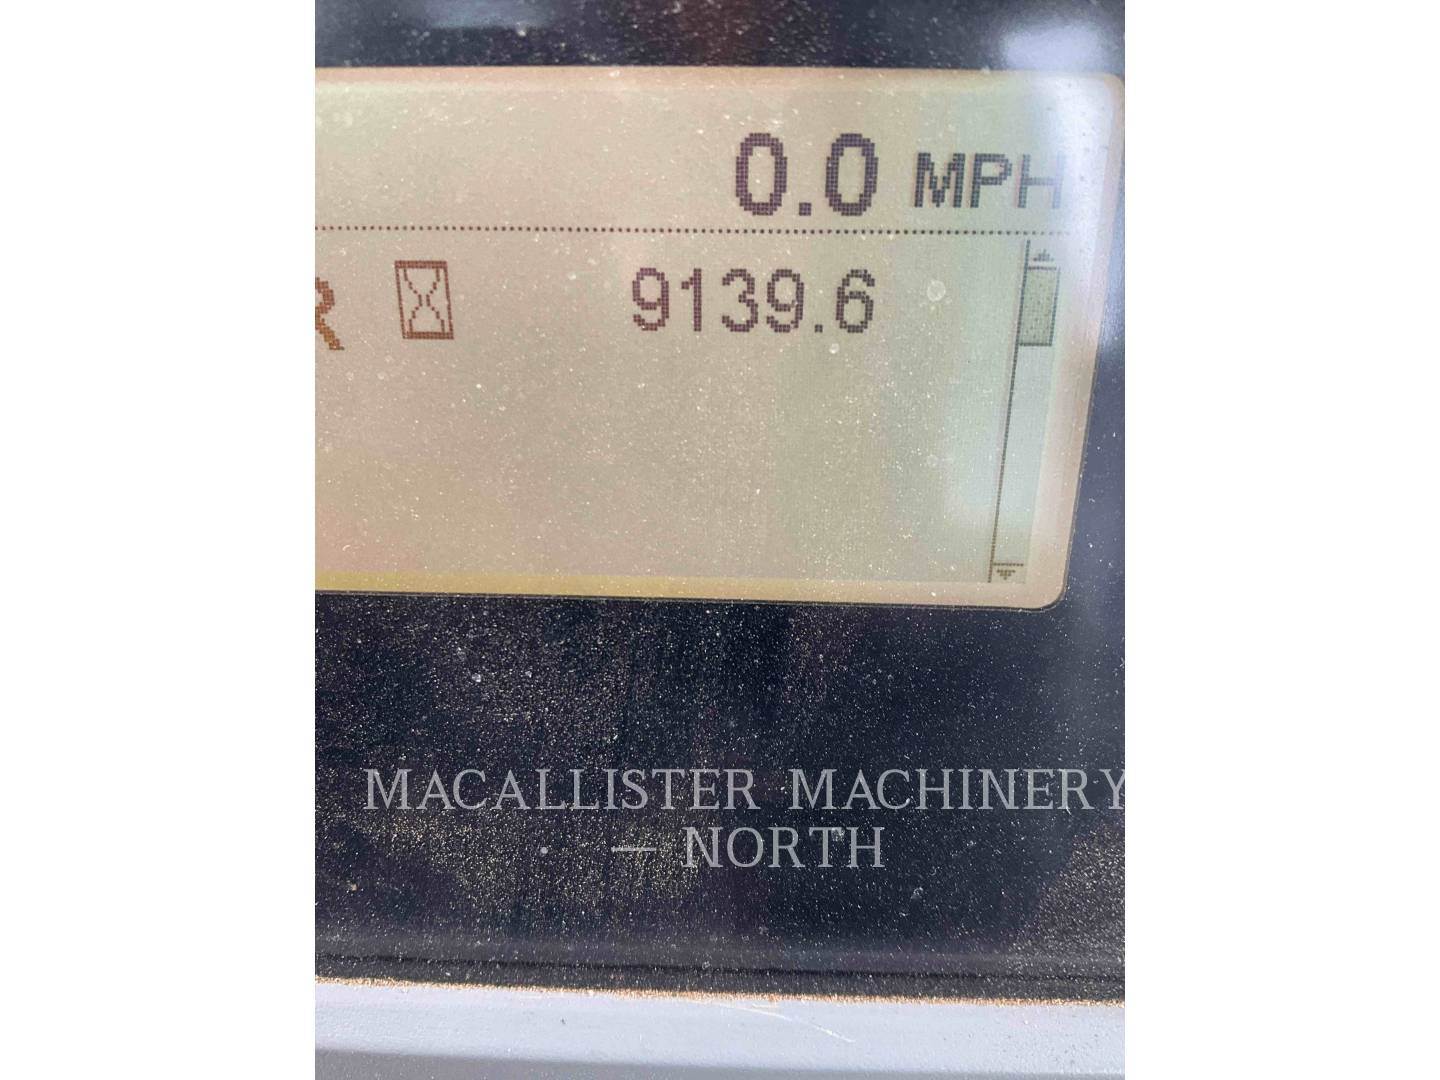 0.0 MPH
R 9139.6
MACALLISTER MACHINERY
— NORTH